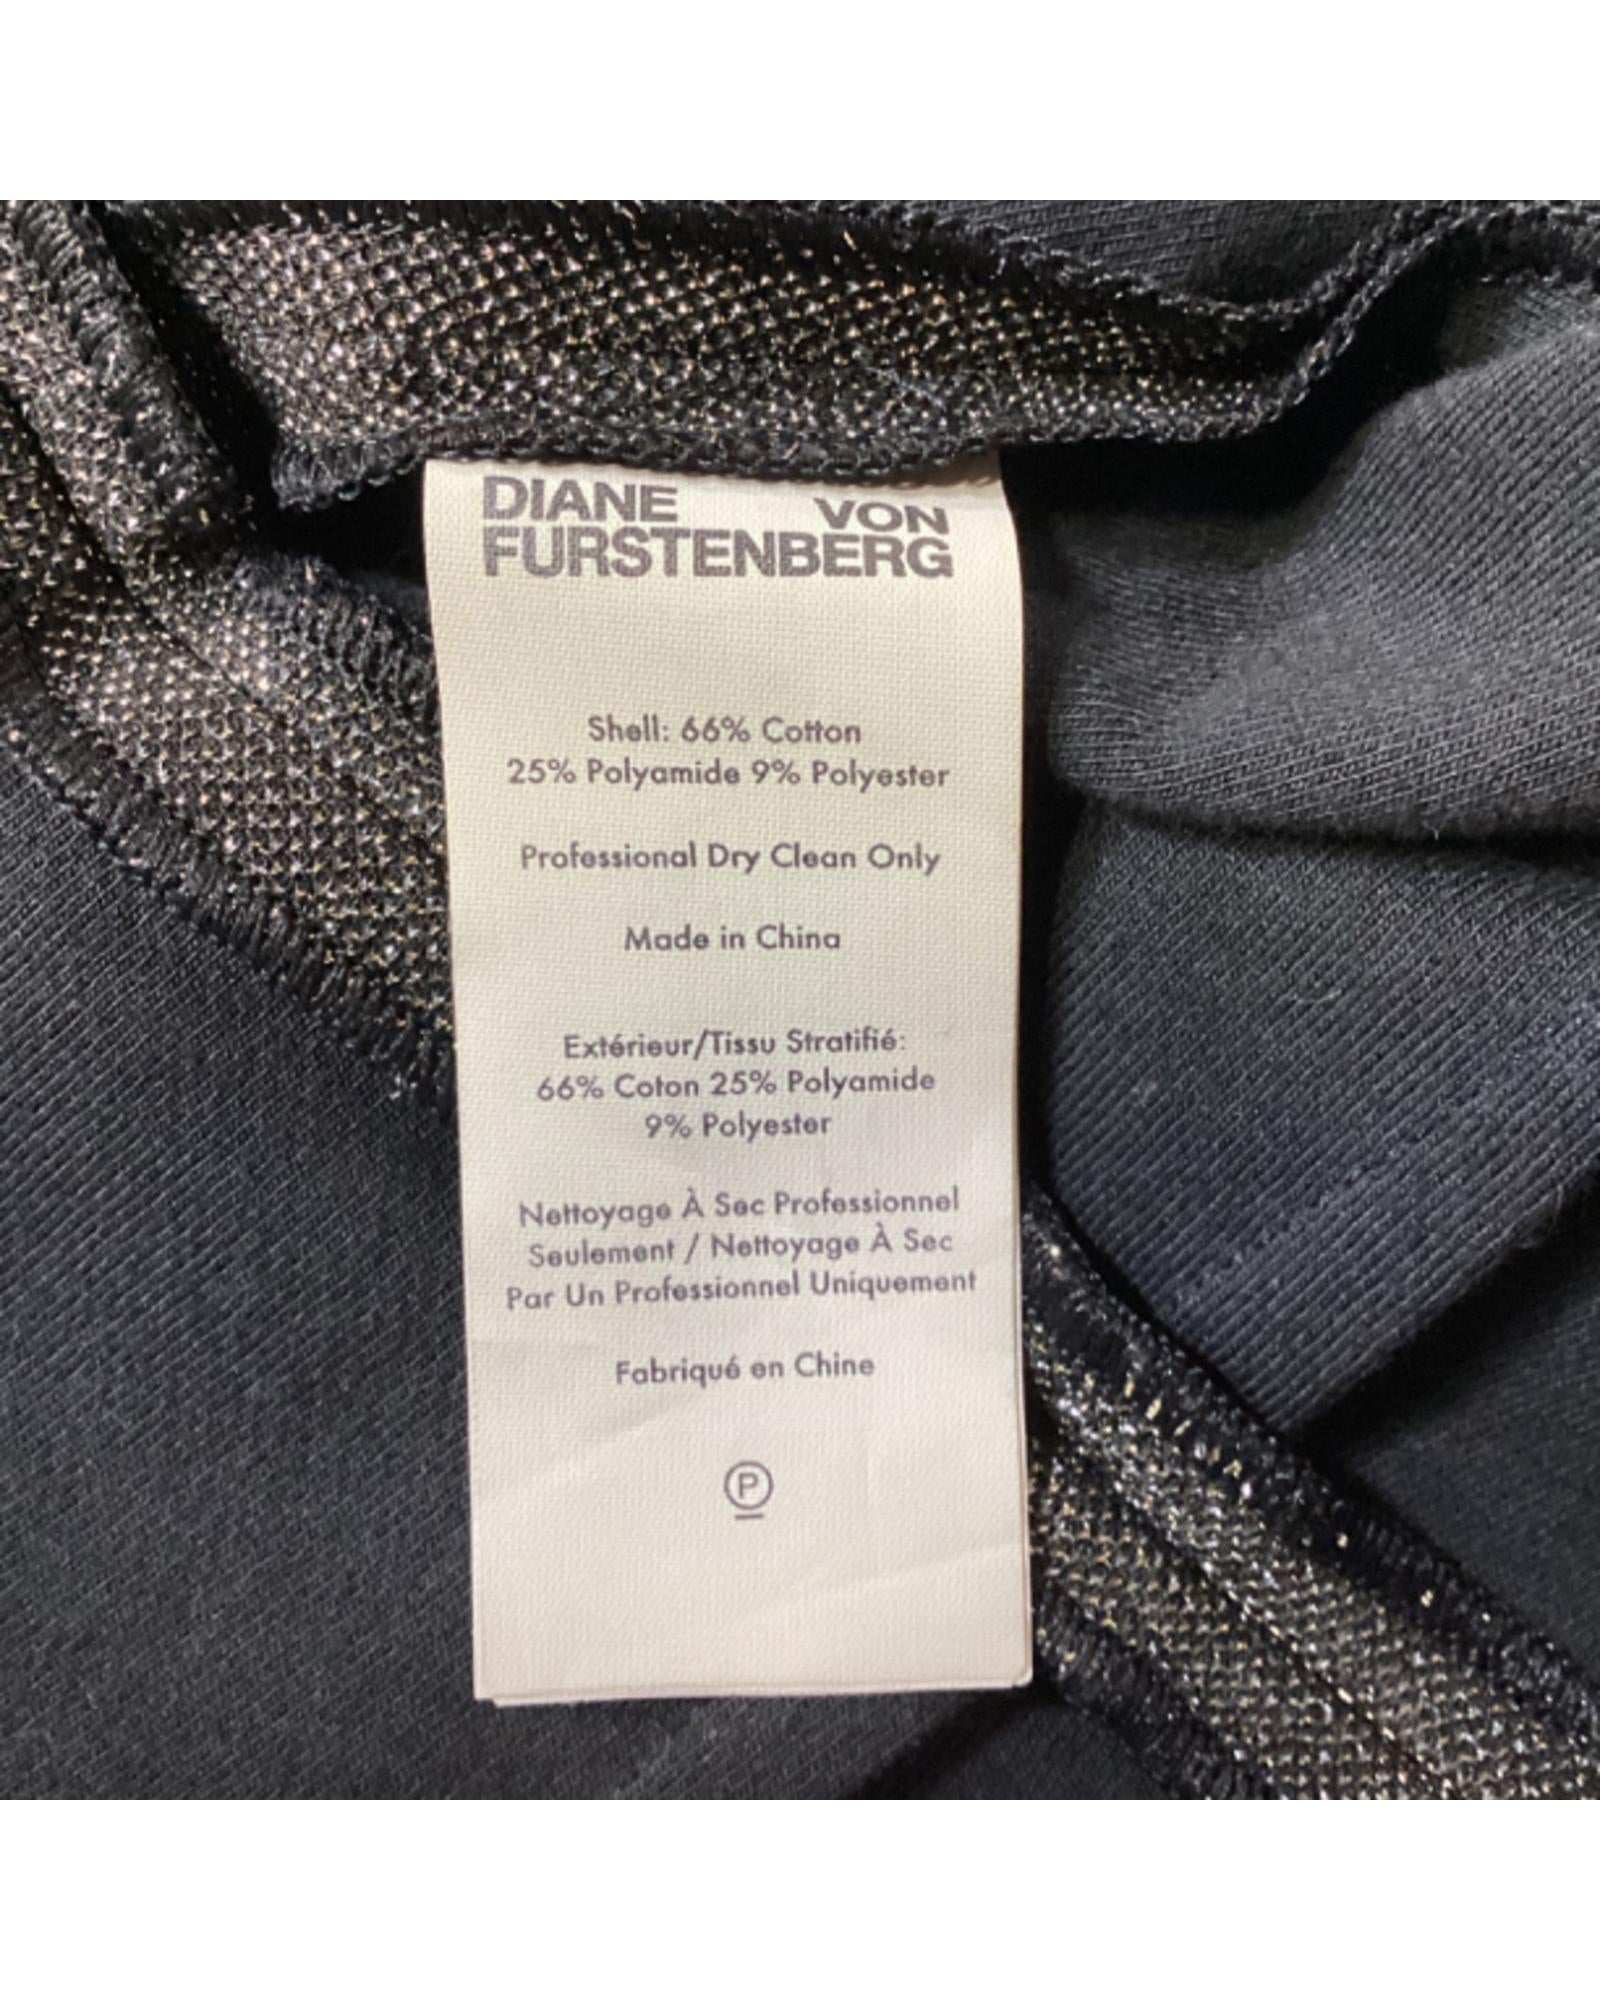 DIANE VON
FURSTENBERG
Shell: 66% Cotton
25% Polyamide 9% Polyester
Professional Dry Clean Only
Made in China
Extérieur/Tissu Stratifié:
66% Coton 25% Polyamide
9% Polyester
Nettoyage À Sec Professionnel
Seulement / Nettoyage À Sec
Par Un Professionnel Uniquement
Fabriqué en Chine
P